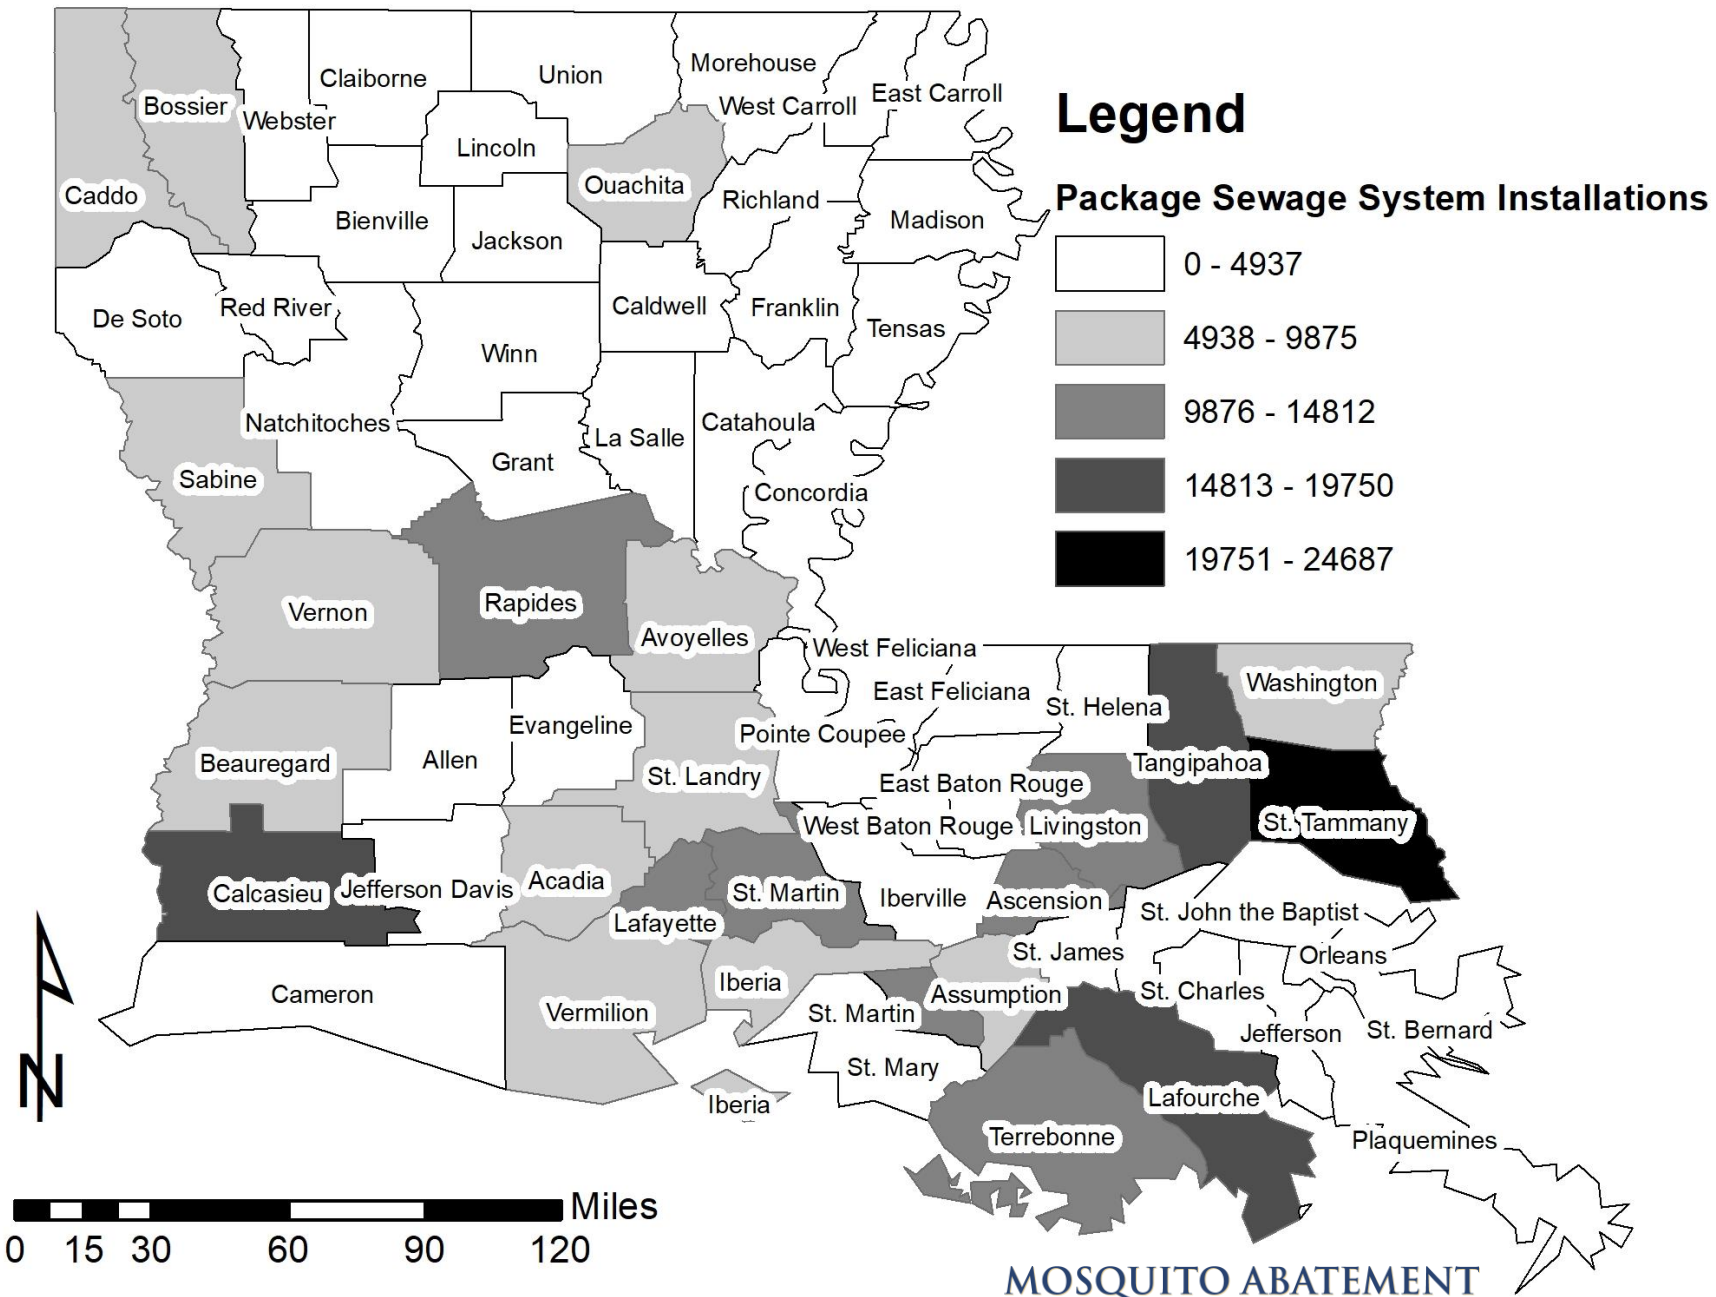 Legend
Package Sewage System Installations
0 - 4937
4938 - 9875
9876 - 14812
14813 - 19750
19751 - 24687
Claiborne
Union
Morehouse
Bossier
Webster
West Carroll
East Carroll
Lincoln
Caddo
Ouachita
Richland
Bienville
Jackson
Madison
De Soto
Red River
Caldwell
Franklin
Tensas
Winn
Natchitoches
La Salle
Catahoula
Sabine
Grant
Concordia
Vernon
Rapides
Avoyelles
West Feliciana
East Feliciana
St. Helena
Washington
Evangeline
Pointe Coupee
Beauregard
Allen
St. Landry
East Baton Rouge
Tangipahoa
West Baton Rouge
Livingston
St. Tammany
Calcasieu
Jefferson Davis
Acadia
St. Martin
Iberville
Ascension
Lafayette
St. John the Baptist
St. James
Orleans
Cameron
Vermilion
Iberia
Assumption
St. Charles
St. Martin
Jefferson
St. Bernard
St. Mary
Iberia
Lafourche
Terrebonne
Plaquemines
N
Miles
0 15 30 60 90 120
MOSQUITO ABATEMENT